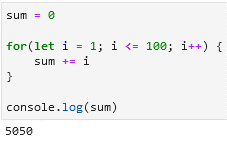 sum = 0
for(let i = 1; i <= 100; i++) {
    sum += i
}
console.log(sum)
5050